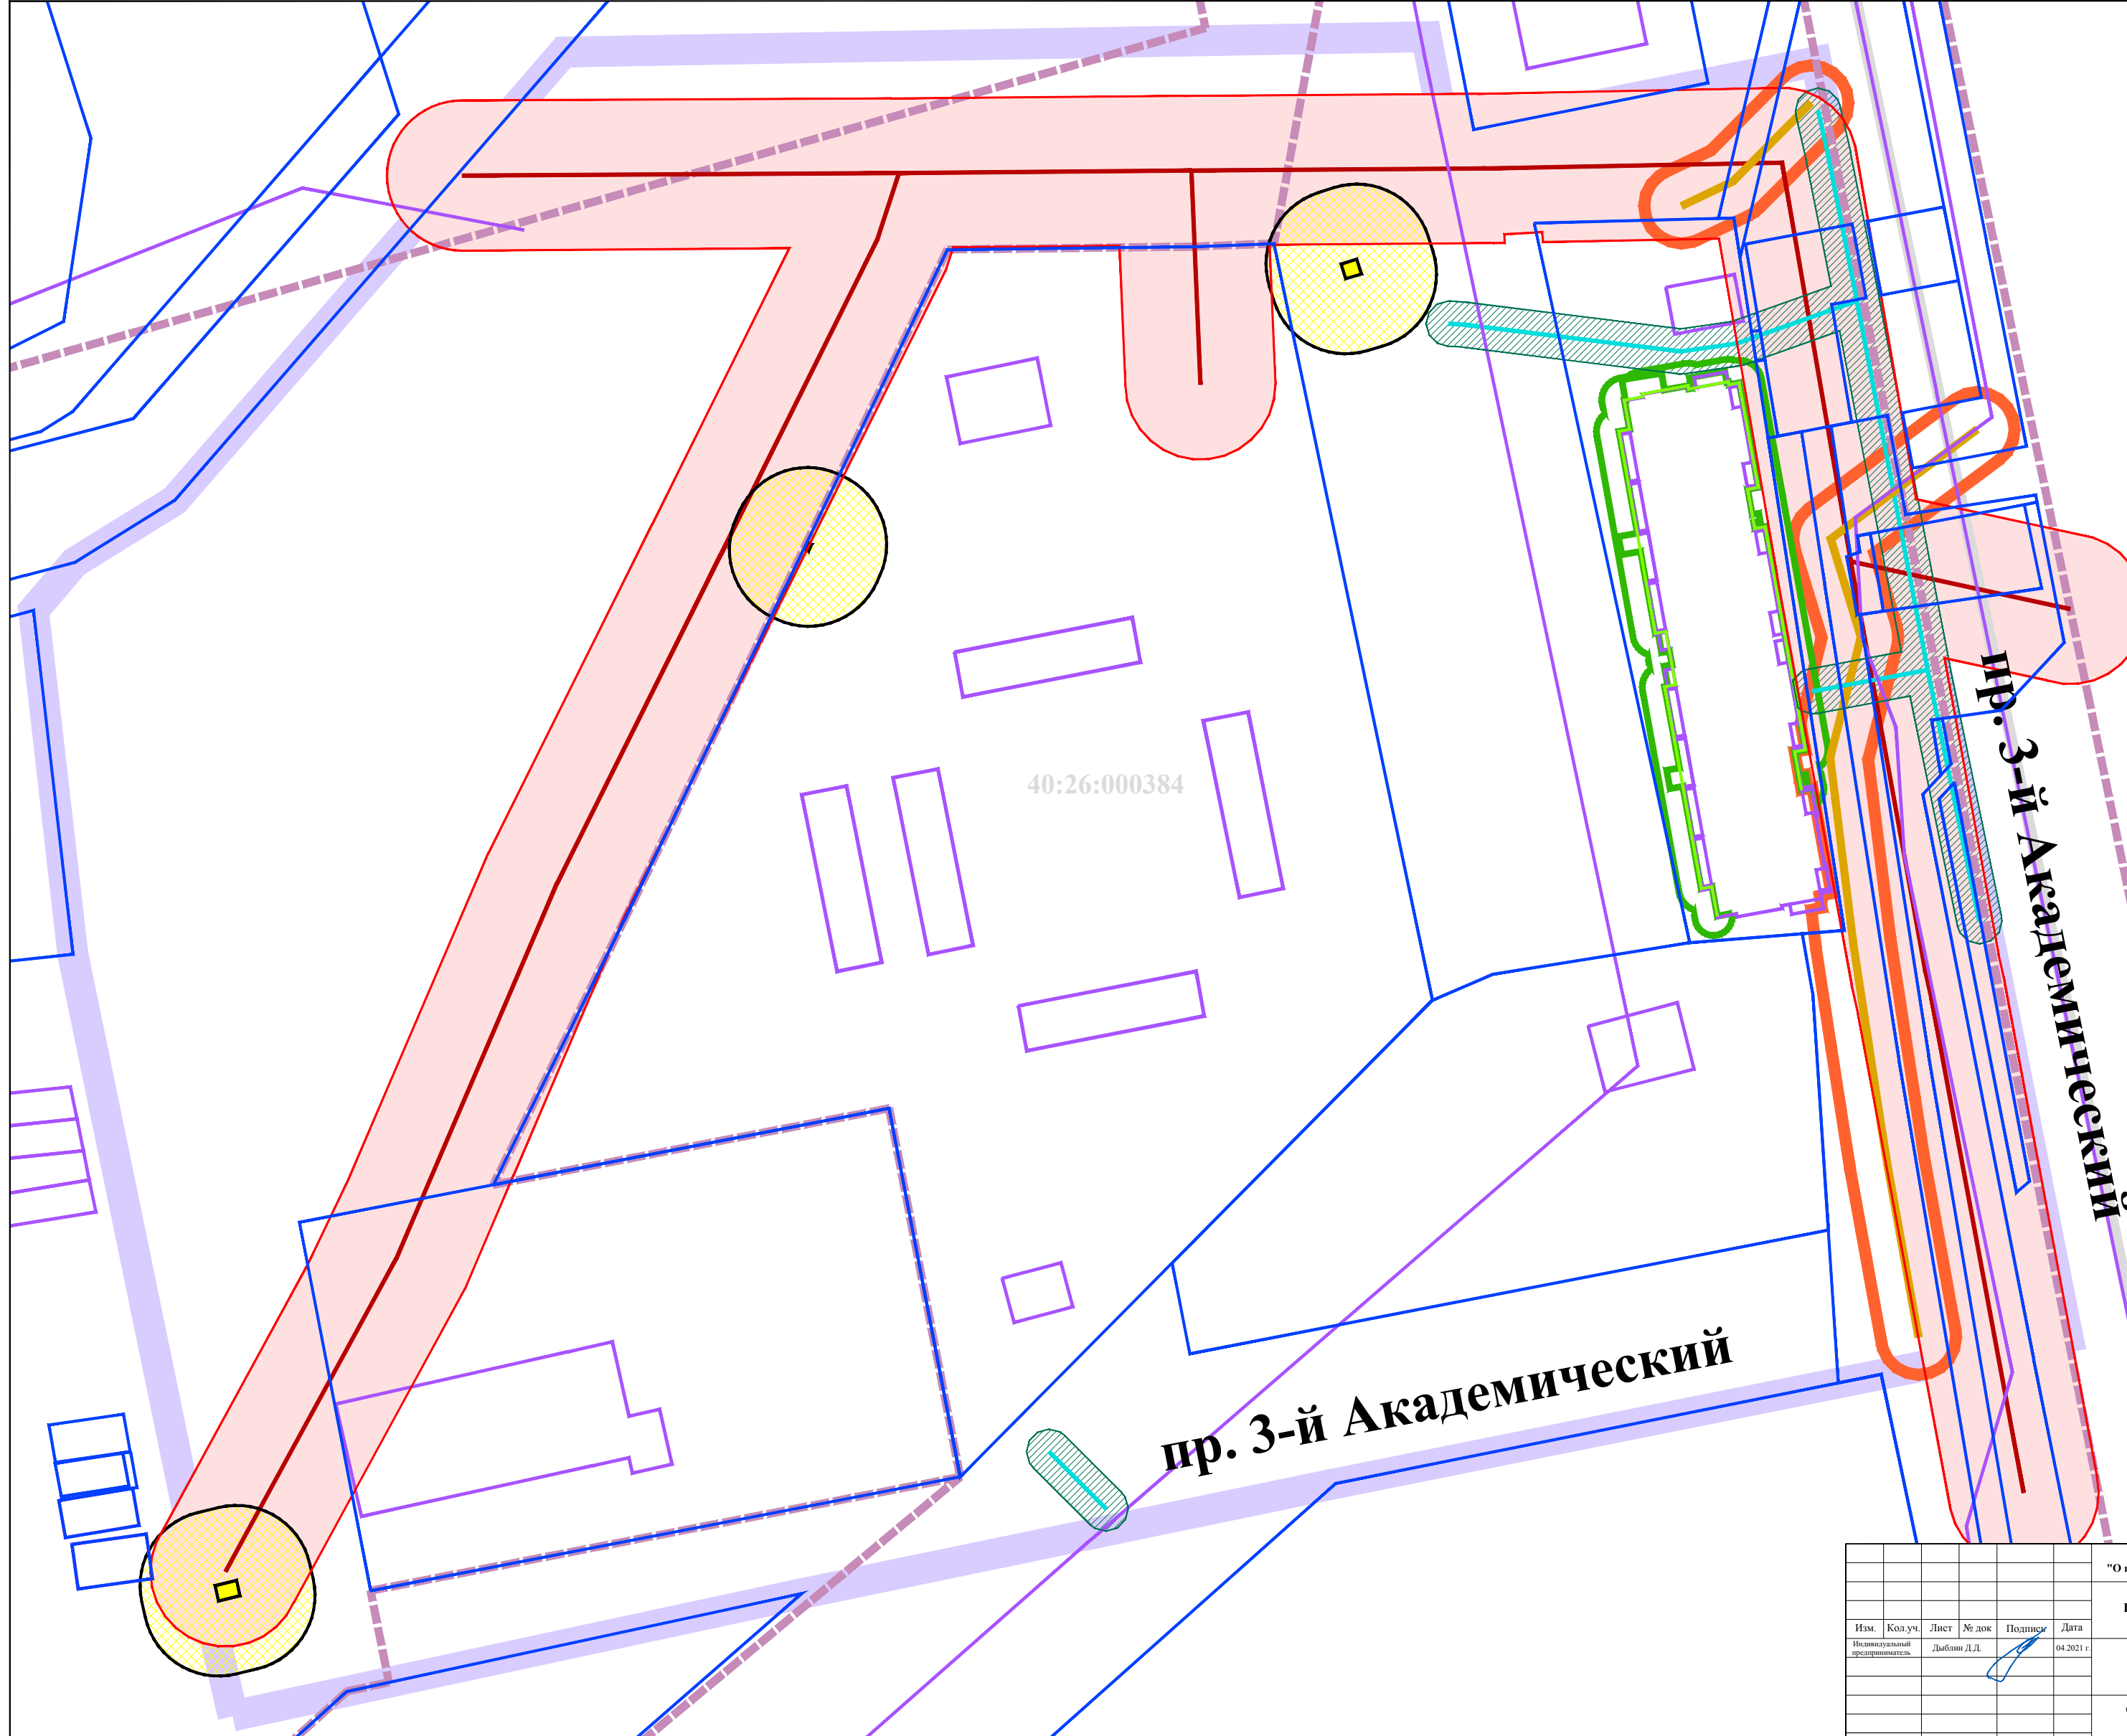 40:26:000384
пр. 3-й Академический
пр. 3-й Академический
Изм. Кол.уч. Лист № док Подпись Дата
Индивидуальный предприниматель Дыблин Д.Д. 04.2021 г.
"О